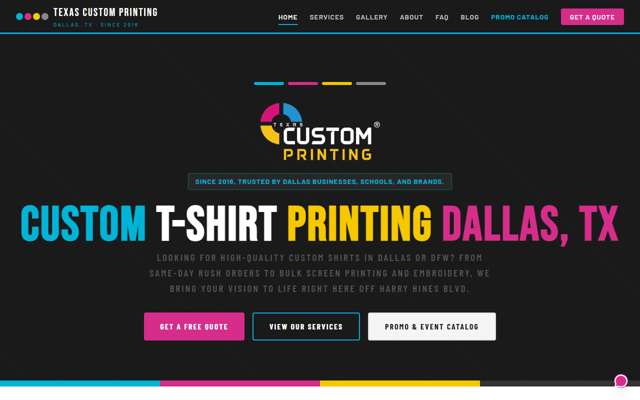 TEXAS CUSTOM PRINTING
DALLAS, TX · SINCE 2016
HOME SERVICES GALLERY ABOUT FAQ BLOG PROMO CATALOG GET A QUOTE
TEXAS
CUSTOM®
PRINTING
SINCE 2016, TRUSTED BY DALLAS BUSINESSES, SCHOOLS, AND BRANDS.
CUSTOM T-SHIRT PRINTING DALLAS, TX
LOOKING FOR HIGH-QUALITY CUSTOM SHIRTS IN DALLAS OR DFW? FROM
SAME-DAY RUSH ORDERS TO BULK SCREEN PRINTING AND EMBROIDERY, WE
BRING YOUR VISION TO LIFE RIGHT HERE OFF HARRY HINES BLVD.
GET A FREE QUOTE VIEW OUR SERVICES PROMO & EVENT CATALOG